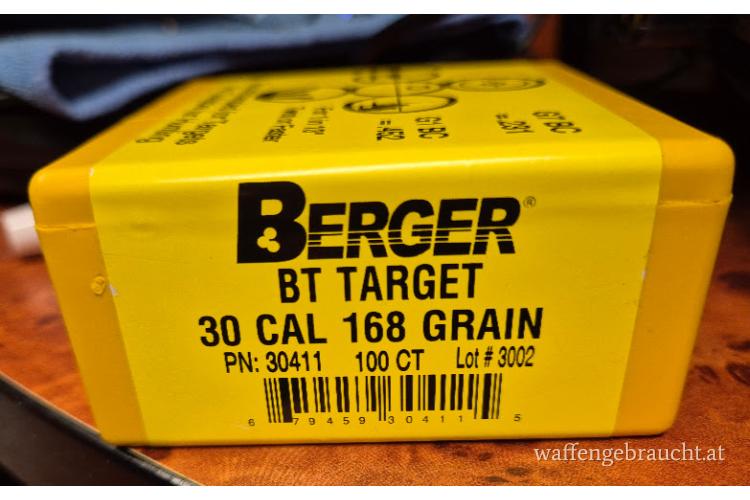 G7 BC
= .231
G1 BC
= .452
BERGER®
BT TARGET
30 CAL 168 GRAIN
PN: 30411 100 CT Lot # 3002
6 79459 30411 5
waffengebraucht.at